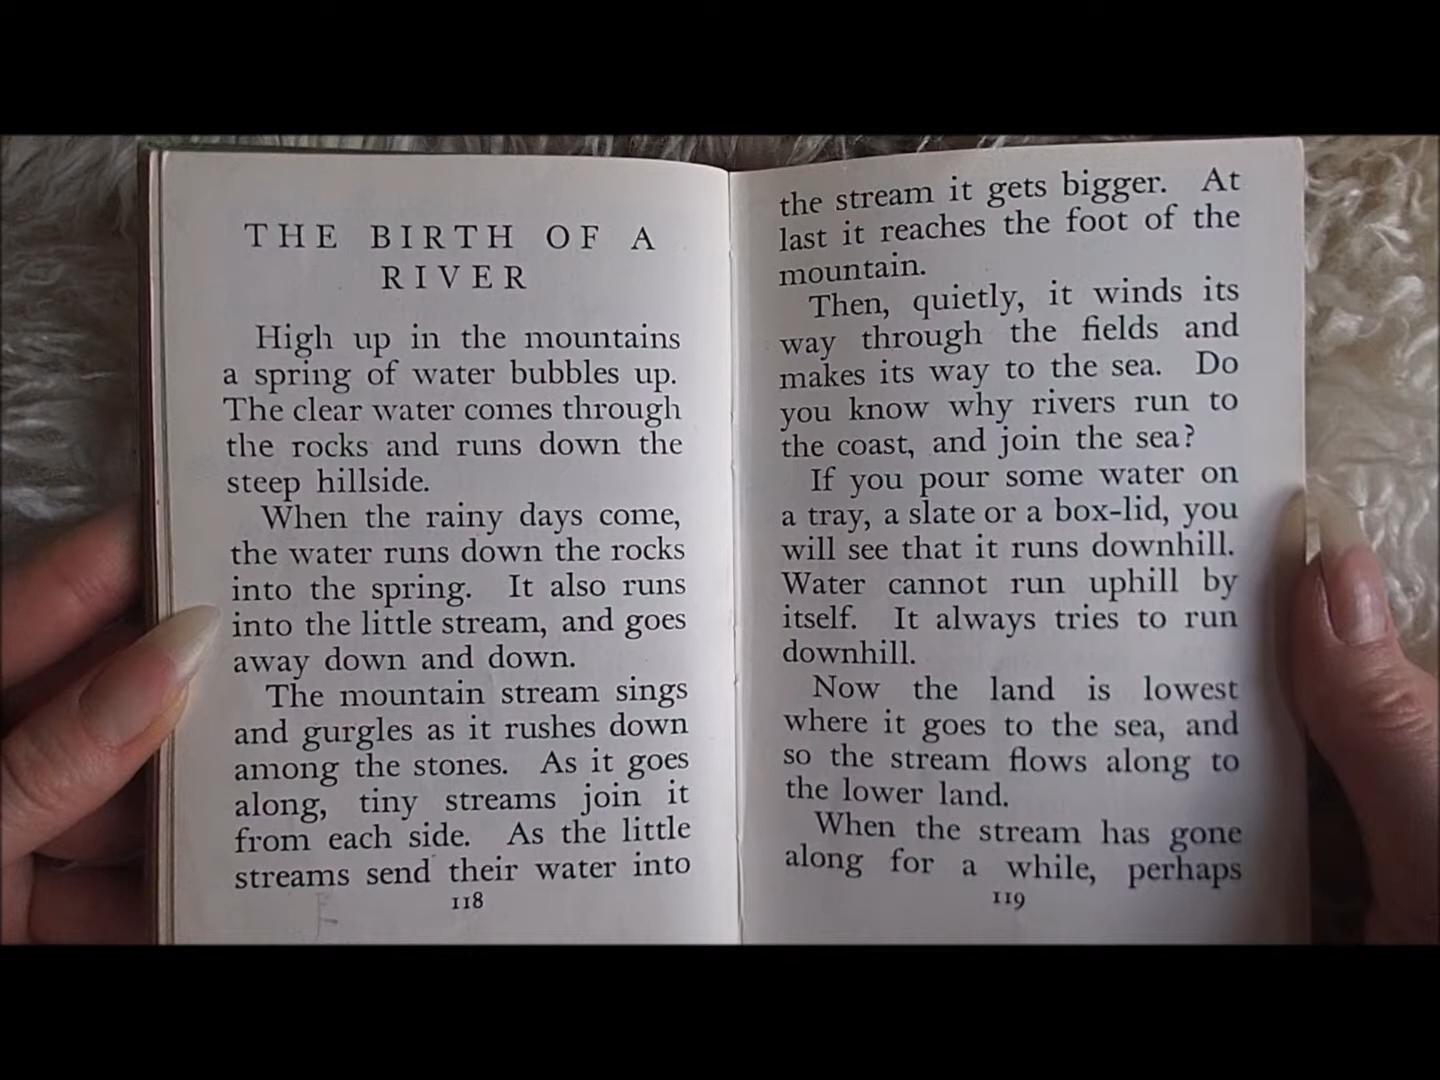 THE BIRTH OF A
RIVER
High up in the mountains
a spring of water bubbles up.
The clear water comes through
the rocks and runs down the
steep hillside.
When the rainy days come,
the water runs down the rocks
into the spring. It also runs
into the little stream, and goes
away down and down.
The mountain stream sings
and gurgles as it rushes down
among the stones. As it goes
along, tiny streams join it
from each side. As the little
streams send their water into
118
the stream it gets bigger. At
last it reaches the foot of the
mountain.
Then, quietly, it winds its
way through the fields and
makes its way to the sea. Do
you know why rivers run to
the coast, and join the sea?
If you pour some water on
a tray, a slate or a box-lid, you
will see that it runs downhill.
Water cannot run uphill by
itself. It always tries to run
downhill.
Now the land is lowest
where it goes to the sea, and
so the stream flows along to
the lower land.
When the stream has gone
along for a while, perhaps
119